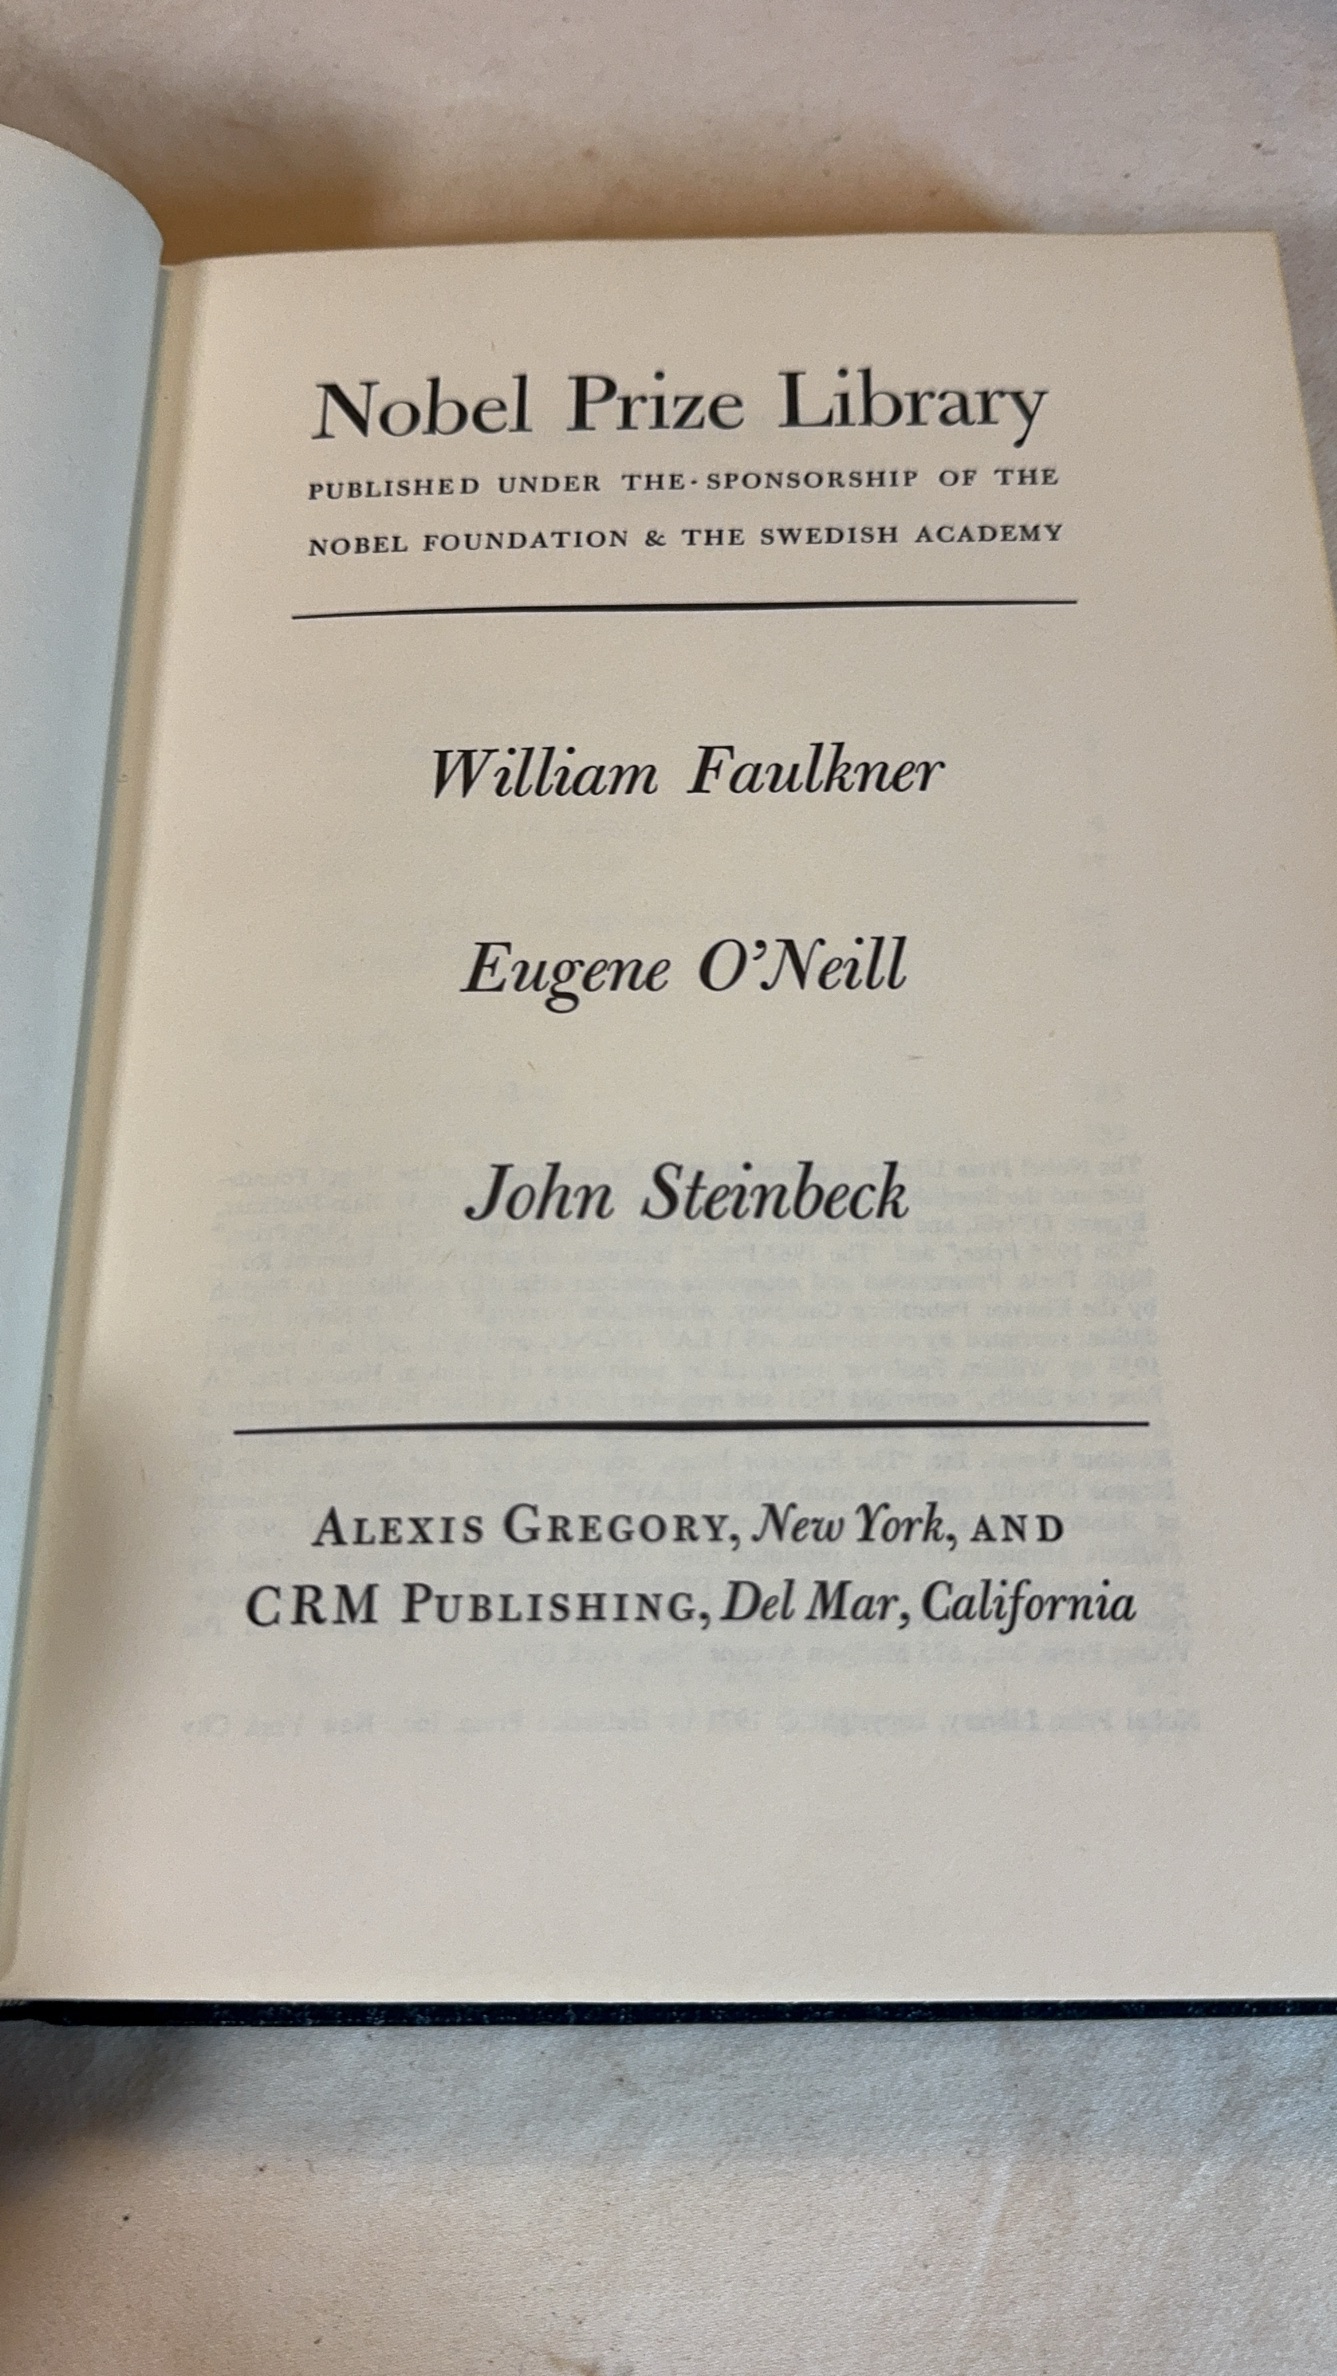 Nobel Prize Library
PUBLISHED UNDER THE· SPONSORSHIP OF THE
NOBEL FOUNDATION & THE SWEDISH ACADEMY
William Faulkner
Eugene O'Neill
John Steinbeck
ALEXIS GREGORY, New York, AND
CRM PUBLISHING, Del Mar, California